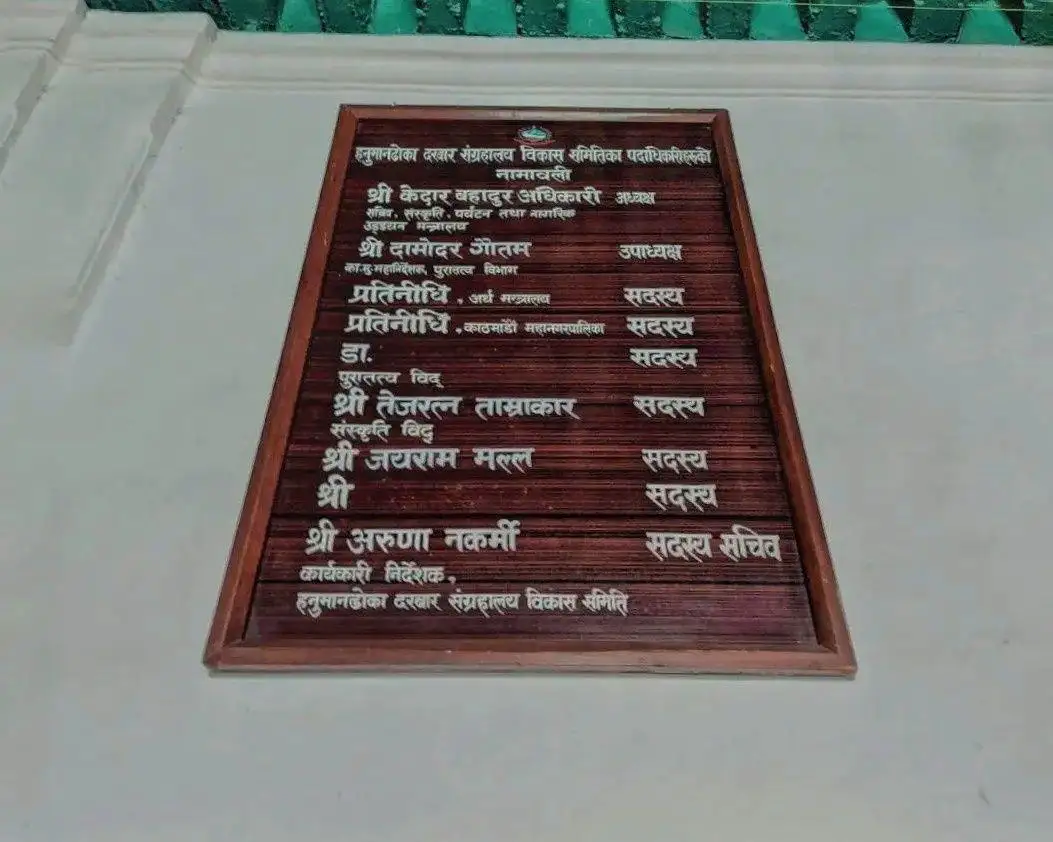 हनुमानढोका दरबार संग्रहालय विकास समितिका पदाधिकारीहरूको
नामावली
श्री केदार बहादुर अधिकारी अध्यक्ष
सचिव, संस्कृति, पर्यटन तथा नागरिक
उड्डयन मन्त्रालय
श्री दामोदर गौतम उपाध्यक्ष
का.मु.महानिर्देशक, पुरातत्व विभाग
प्रतिनीधि , अर्थ मन्त्रालय सदस्य
प्रतिनीधि , काठमाडौं महानगरपालिका सदस्य
डा. सदस्य
पुरातत्व विद्
श्री तेजरत्न ताम्राकार सदस्य
संस्कृति विद्
श्री जयराम मल्ल सदस्य
श्री सदस्य
श्री अरुणा नकर्मी सदस्य सचिव
कार्यकारी निर्देशक,
हनुमानढोका दरबार संग्रहालय विकास समिति